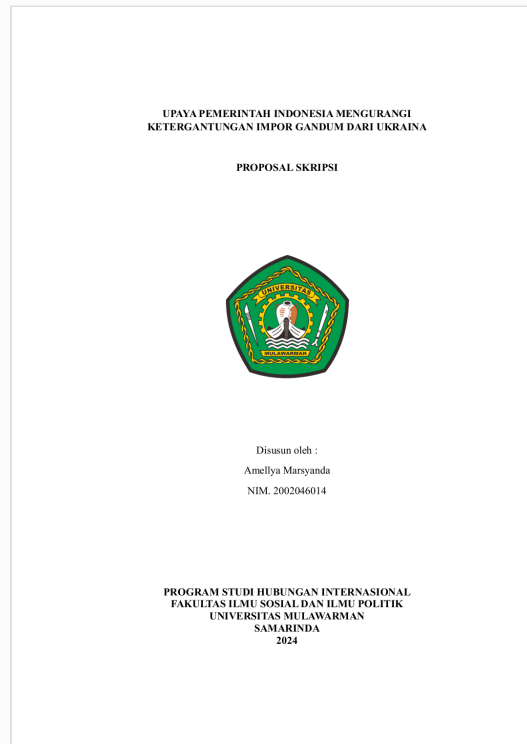 UPAYA PEMERINTAH INDONESIA MENGURANGI
KETERGANTUNGAN IMPOR GANDUM DARI UKRAINA
PROPOSAL SKRIPSI
UNIVERSITAS
MULAWARMAN
Disusun oleh :
Amellya Marsyanda
NIM. 2002046014
PROGRAM STUDI HUBUNGAN INTERNASIONAL
FAKULTAS ILMU SOSIAL DAN ILMU POLITIK
UNIVERSITAS MULAWARMAN
SAMARINDA
2024